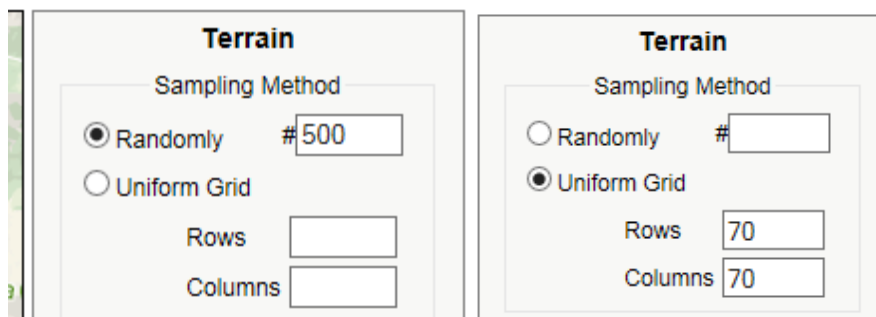 Terrain
Sampling Method
Randomly #500
Uniform Grid
Rows
Columns
Terrain
Sampling Method
Randomly #
Uniform Grid
Rows 70
Columns 70